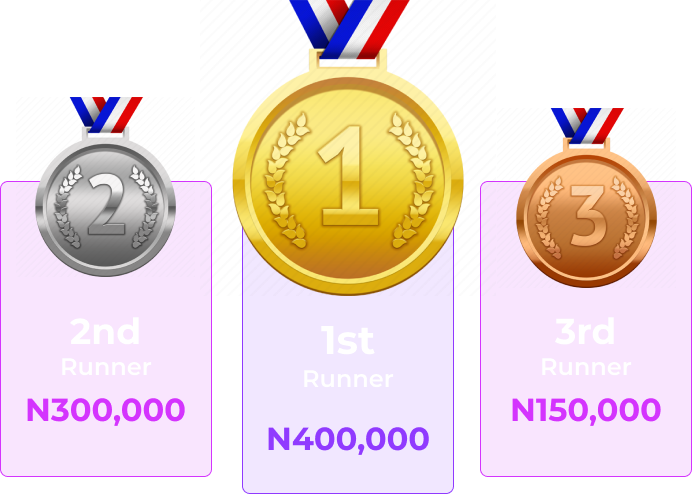 2
2nd
Runner
N300,000
1
1st
Runner
N400,000
3
3rd
Runner
N150,000